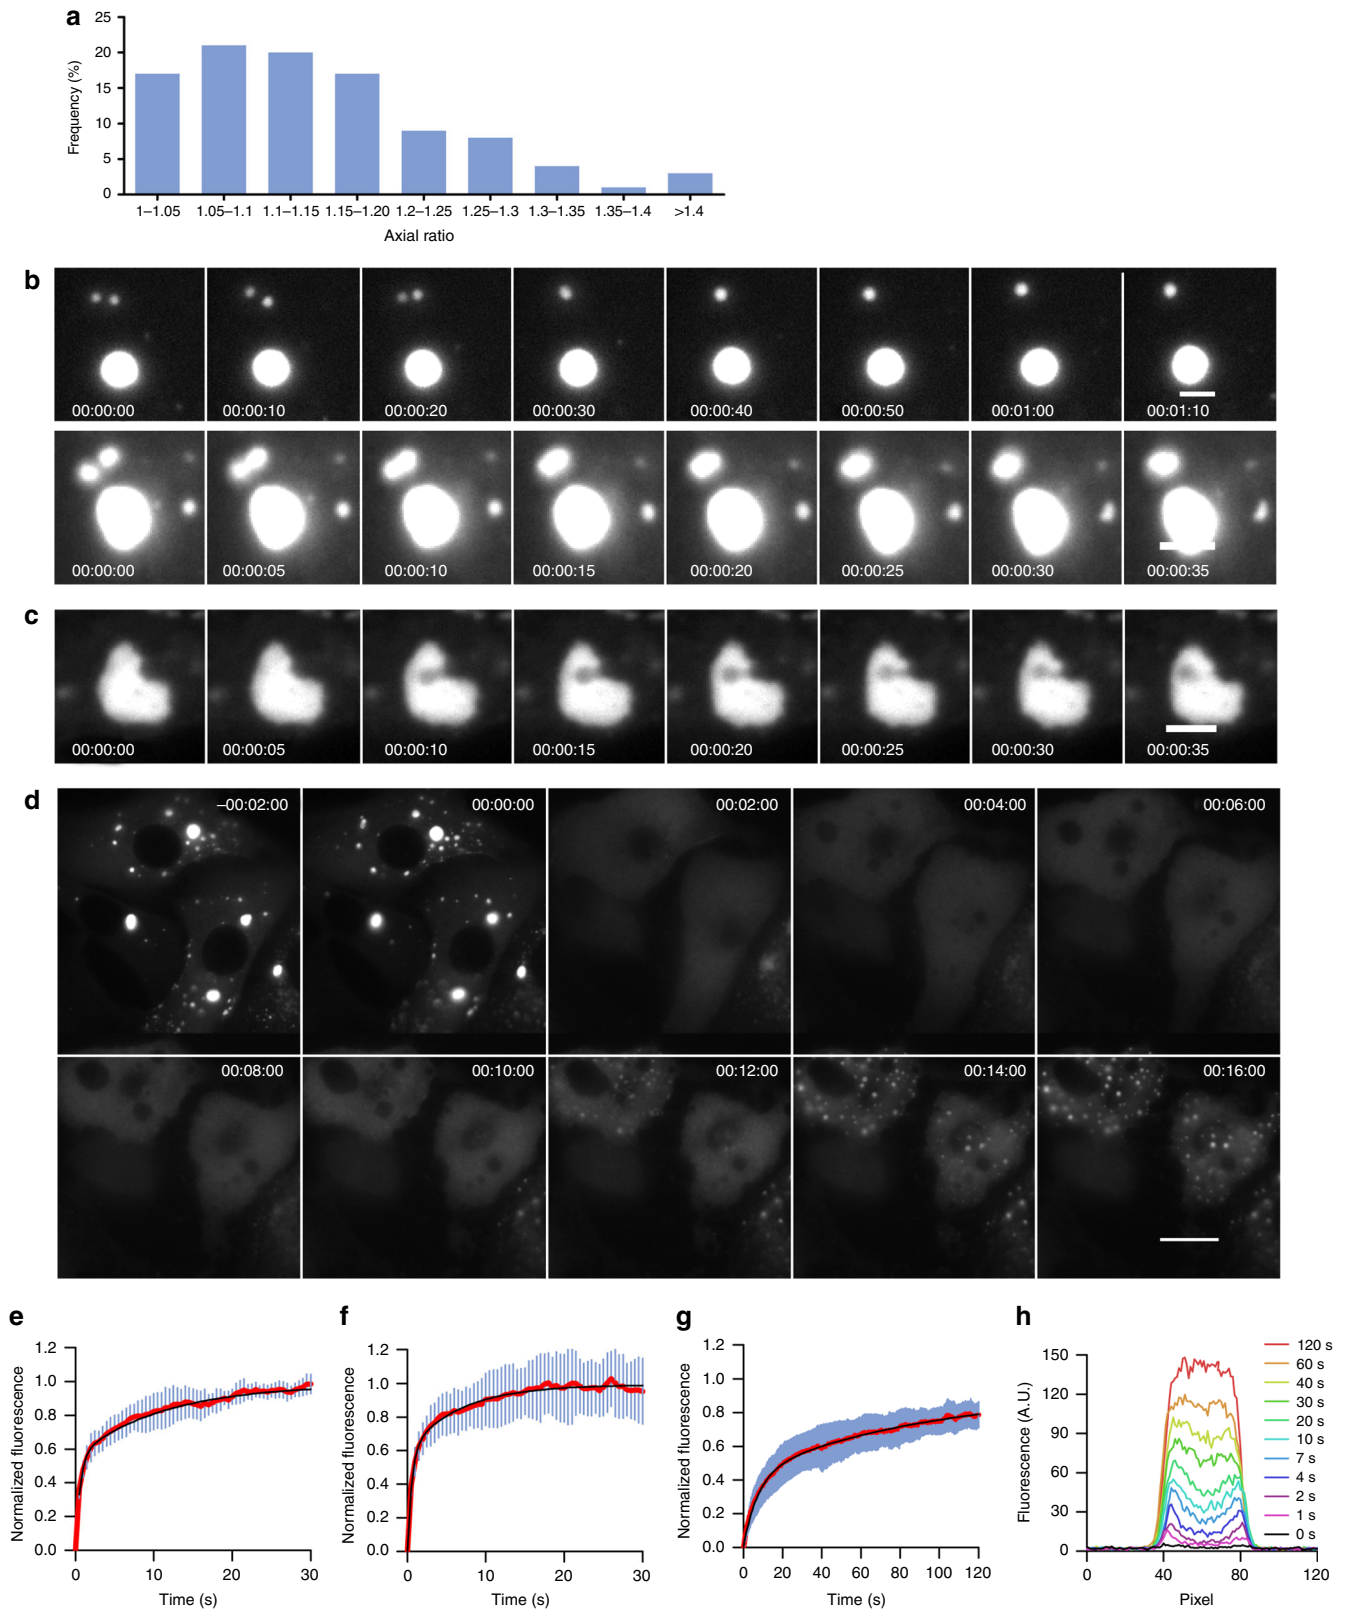 a
25
20
15
10
5
0
Frequency (%)
1–1.05 1.05–1.1 1.1–1.15 1.15–1.20 1.2–1.25 1.25–1.3 1.3–1.35 1.35–1.4 >1.4
Axial ratio
b
00:00:00 00:00:10 00:00:20 00:00:30 00:00:40 00:00:50 00:01:00 00:01:10
00:00:00 00:00:05 00:00:10 00:00:15 00:00:20 00:00:25 00:00:30 00:00:35
c
00:00:00 00:00:05 00:00:10 00:00:15 00:00:20 00:00:25 00:00:30 00:00:35
d
–00:02:00 00:00:00 00:02:00 00:04:00 00:06:00
00:08:00 00:10:00 00:12:00 00:14:00 00:16:00
e
1.2
1.0
0.8
0.6
0.4
0.2
0.0
Normalized fluorescence
0 10 20 30
Time (s)
f
1.2
1.0
0.8
0.6
0.4
0.2
0.0
Normalized fluorescence
0 10 20 30
Time (s)
g
1.2
1.0
0.8
0.6
0.4
0.2
0.0
Normalized fluorescence
0 20 40 60 80 100 120
Time (s)
h
150
120
90
60
30
0
Fluorescence (A.U.)
0 40 80 120
Pixel
120 s
60 s
40 s
30 s
20 s
10 s
7 s
4 s
2 s
1 s
0 s